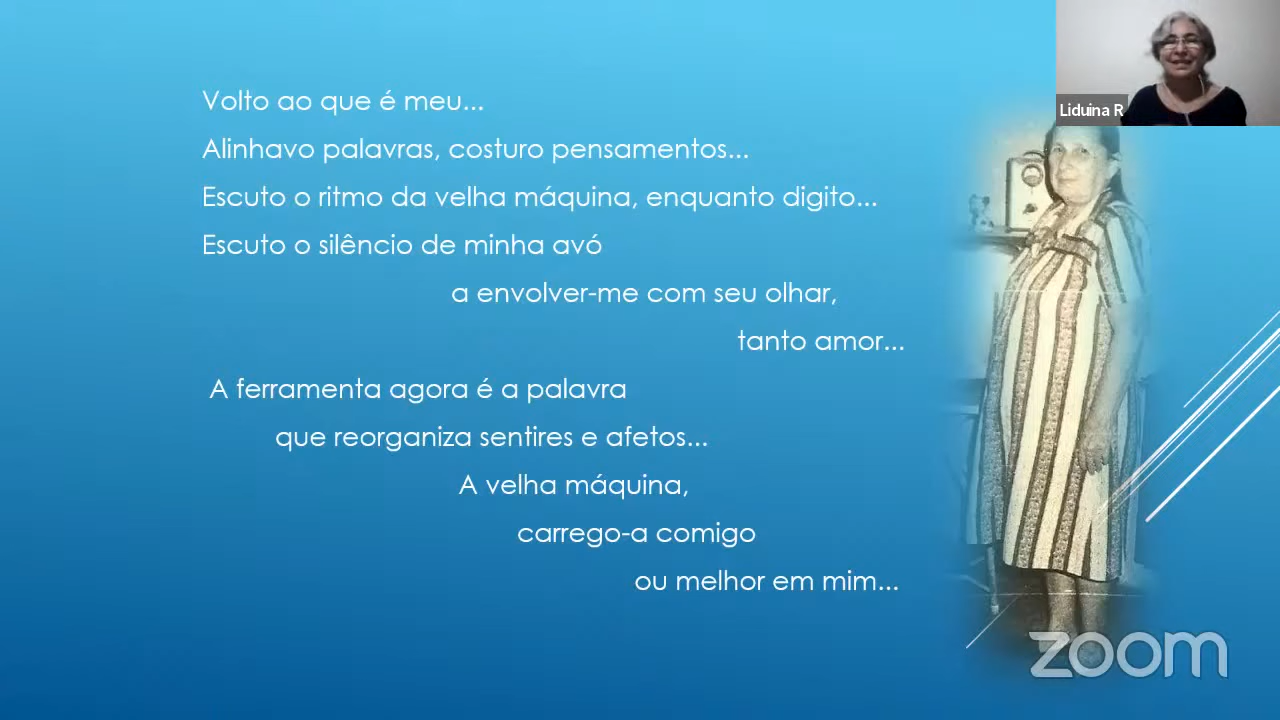 Liduina R
Volto ao que é meu...
Alinhavo palavras, costuro pensamentos...
Escuto o ritmo da velha máquina, enquanto digito...
Escuto o silêncio de minha avó
a envolver-me com seu olhar,
tanto amor...
A ferramenta agora é a palavra
que reorganiza sentires e afetos...
A velha máquina,
carrego-a comigo
ou melhor em mim...
zoom